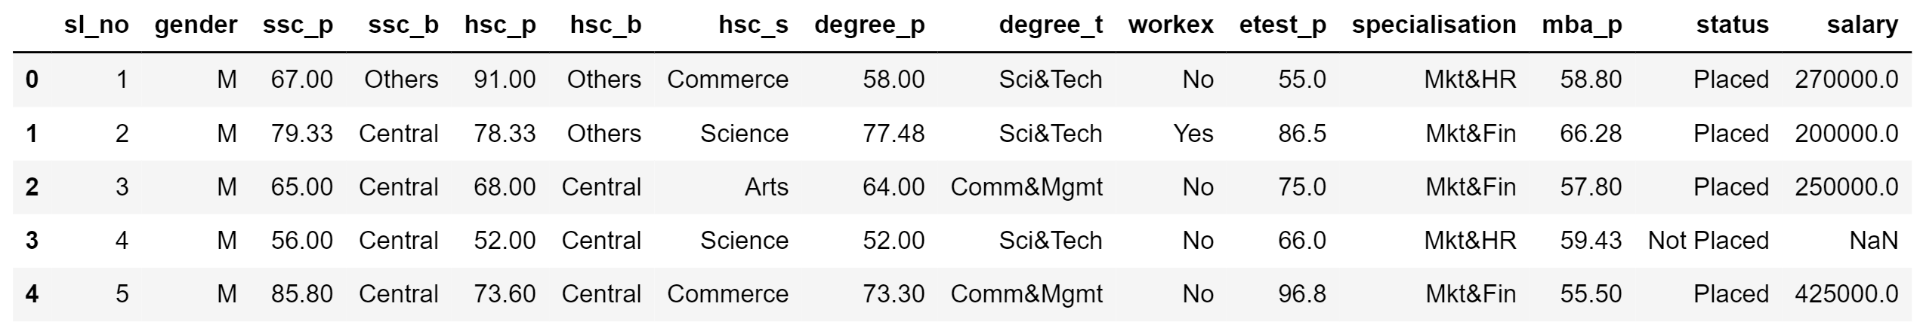 sl_no gender ssc_p ssc_b hsc_p hsc_b hsc_s degree_p degree_t workex etest_p specialisation mba_p status salary
0 1 M 67.00 Others 91.00 Others Commerce 58.00 Sci&Tech No 55.0 Mkt&HR 58.80 Placed 270000.0
1 2 M 79.33 Central 78.33 Others Science 77.48 Sci&Tech Yes 86.5 Mkt&Fin 66.28 Placed 200000.0
2 3 M 65.00 Central 68.00 Central Arts 64.00 Comm&Mgmt No 75.0 Mkt&Fin 57.80 Placed 250000.0
3 4 M 56.00 Central 52.00 Central Science 52.00 Sci&Tech No 66.0 Mkt&HR 59.43 Not Placed NaN
4 5 M 85.80 Central 73.60 Central Commerce 73.30 Comm&Mgmt No 96.8 Mkt&Fin 55.50 Placed 425000.0